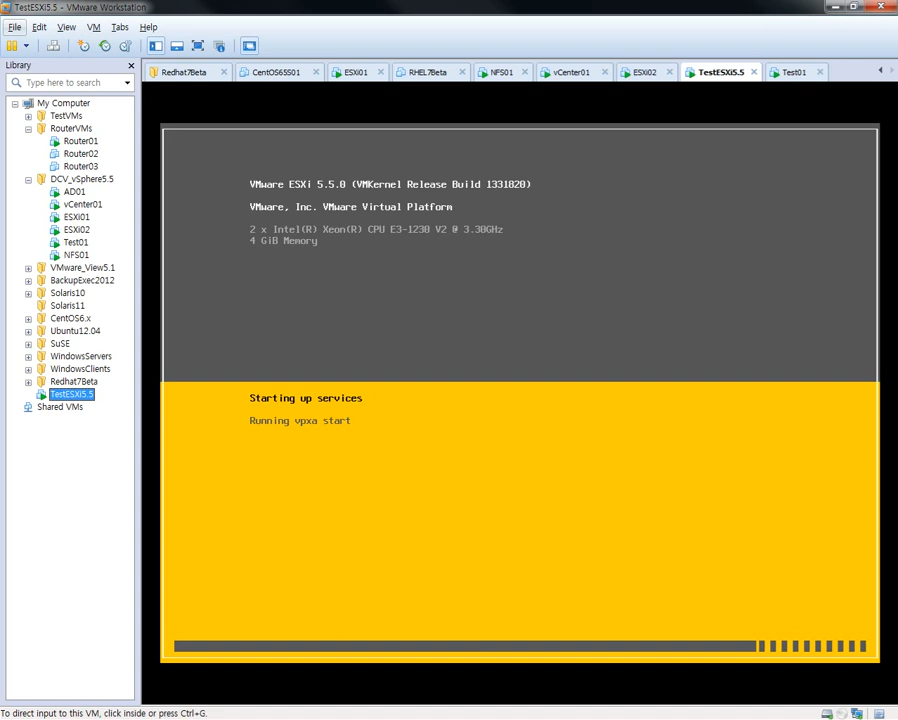 TestESXi5.5 - VMware Workstation
File Edit View VM Tabs Help
Library
Type here to search
My Computer
TestVMs
RouterVMs
Router01
Router02
Router03
DCV_vSphere5.5
AD01
vCenter01
ESXi01
ESXi02
Test01
NFS01
VMware_View5.1
BackupExec2012
Solaris10
Solaris11
CentOS6.x
Ubuntu12.04
SuSE
WindowsServers
WindowsClients
Redhat7Beta
TestESXi5.5
Shared VMs
Redhat7Beta CentOS65S01 ESXi01 RHEL7Beta NFS01 vCenter01 ESXi02 TestESXi5.5 Test01
VMware ESXi 5.5.0 (VMKernel Release Build 1331820)
VMware, Inc. VMware Virtual Platform
2 x Intel(R) Xeon(R) CPU E3-1230 V2 @ 3.30GHz
4 GiB Memory
Starting up services
Running vpxa start
To direct input to this VM, click inside or press Ctrl+G.